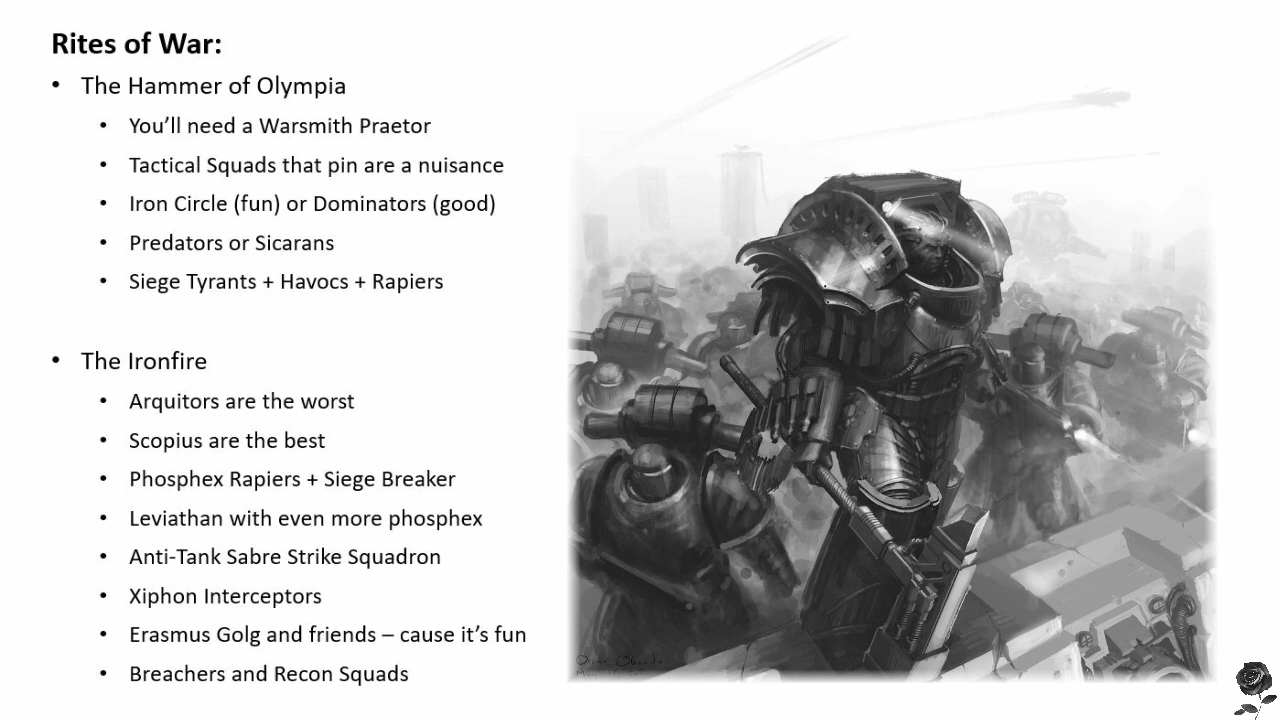 Rites of War:
• The Hammer of Olympia
• You’ll need a Warsmith Praetor
• Tactical Squads that pin are a nuisance
• Iron Circle (fun) or Dominators (good)
• Predators or Sicarans
• Siege Tyrants + Havocs + Rapiers
• The Ironfire
• Arquitors are the worst
• Scopius are the best
• Phosphex Rapiers + Siege Breaker
• Leviathan with even more phosphex
• Anti-Tank Sabre Strike Squadron
• Xiphon Interceptors
• Erasmus Golg and friends – cause it’s fun
• Breachers and Recon Squads